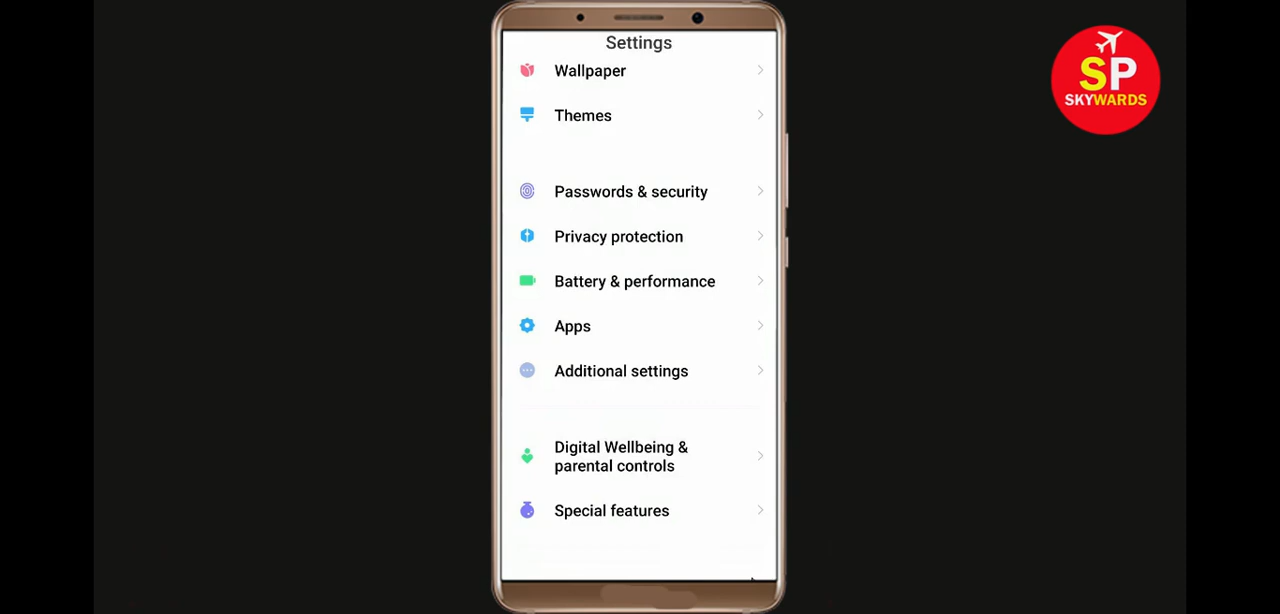 Settings
Wallpaper
Themes
Passwords & security
Privacy protection
Battery & performance
Apps
Additional settings
Digital Wellbeing &
parental controls
Special features
SP
SKYWARDS